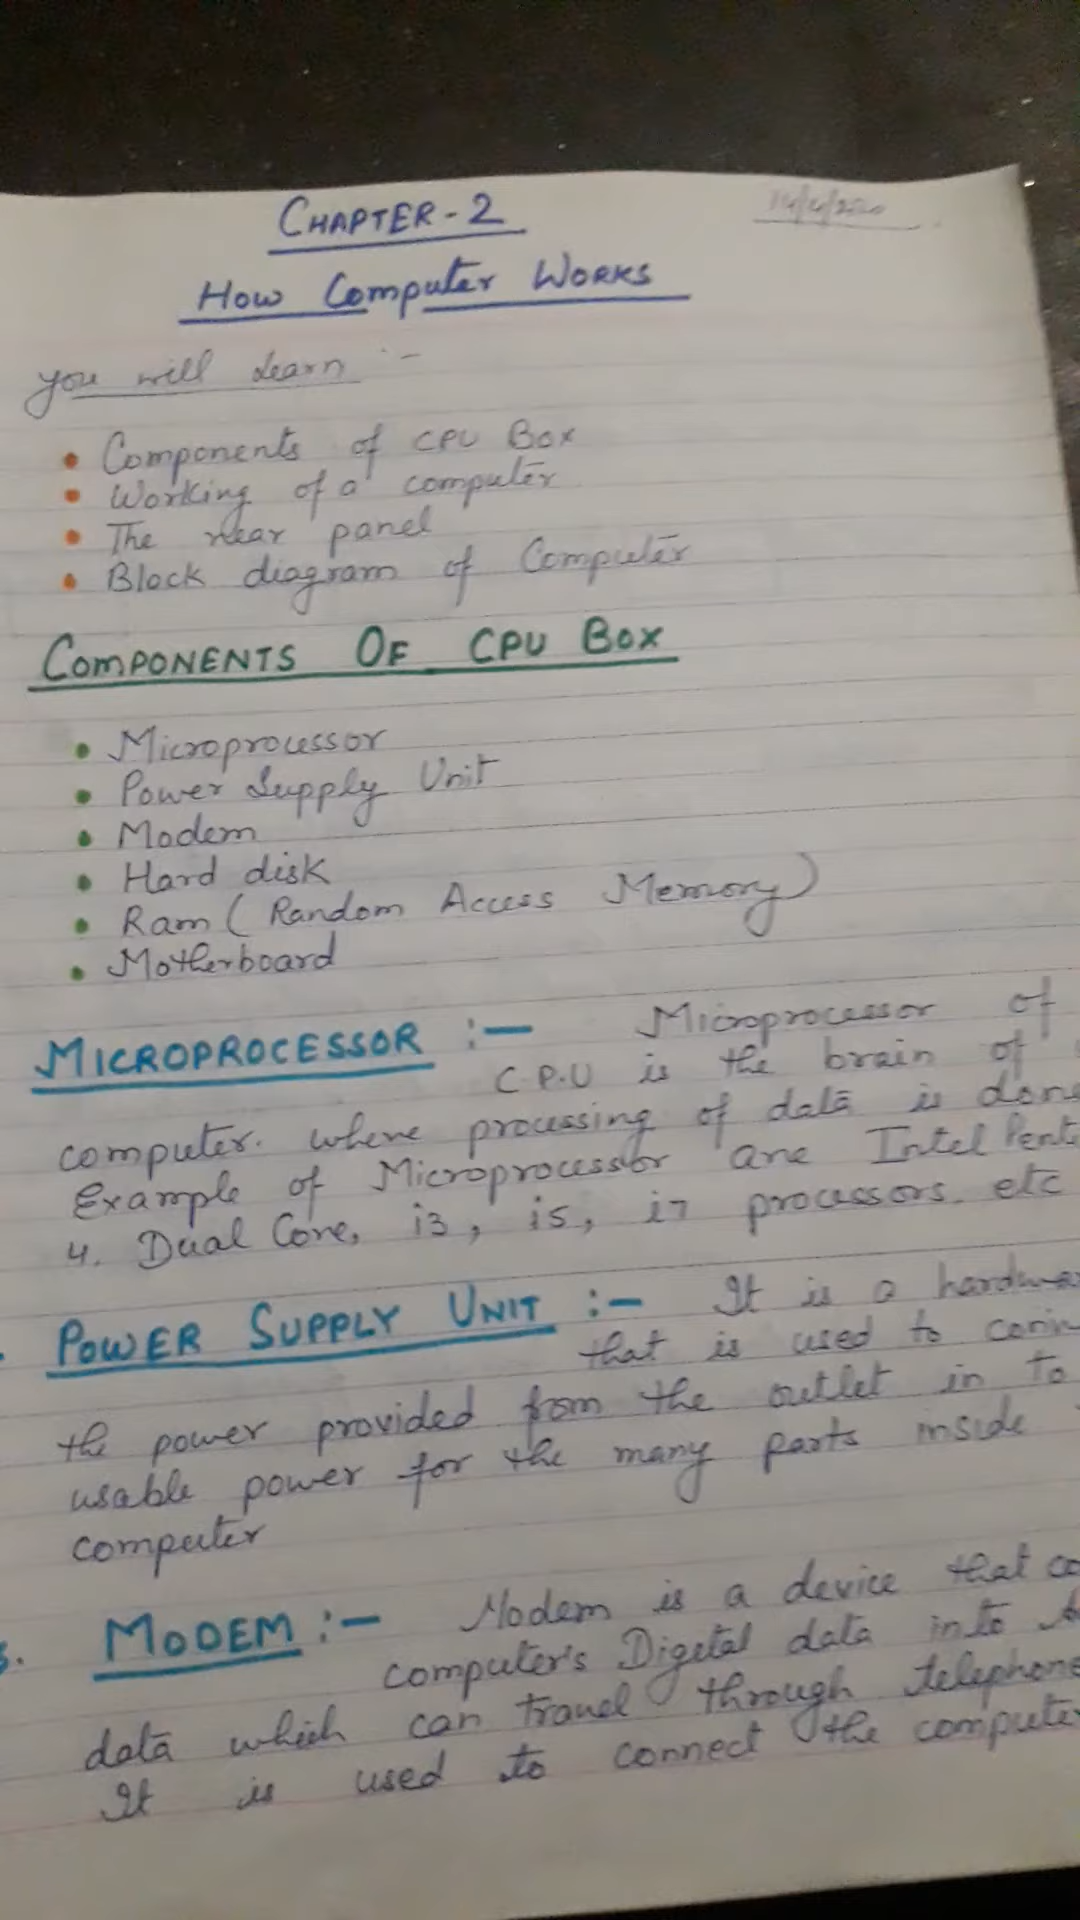 CHAPTER-2
14/4/2020
How Computer Works
you will learn :-
• Components of CPU Box
• Working of a computer
• The rear panel
• Block diagram of Computer
COMPONENTS OF CPU BOX
• Microprocessor
• Power Supply Unit
• Modem
• Hard disk
• Ram ( Random Access Memory)
• Motherboard
MICROPROCESSOR :- Microprocessor of
C.P.U is the brain of
computer. where processing of data is done
Example of Microprocessor are Intel Pent
4. Dual Core, i3, i5, i7 processors. etc
POWER SUPPLY UNIT :- It is a hardwa
that is used to conv
the power provided from the outlet in to
usable power for the many parts inside
computer
3. MODEM :- Modem is a device that co
computer's Digital data into
data which can travel through telephone
It is used to connect the compute